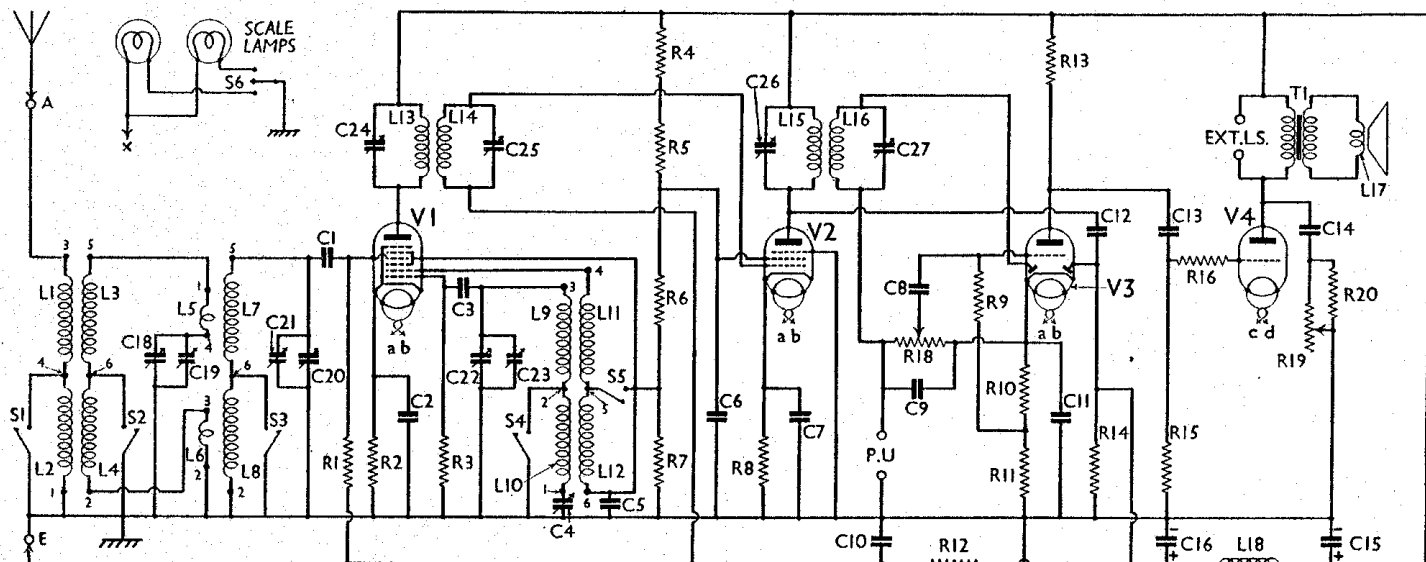 SCALE
LAMPS
S6
A
x
C24
L13
L14
C25
R4
R5
C26
L15
L16
C27
R13
T1
EXT.L.S.
L17
V1
V2
C12
C13
V4
C14
C1
3
5
5
4
R16
R20
L1
L3
1
L5
L7
C3
3
L9
L11
R6
C8
R9
V3
a b
a b
a b
c d
C18
4
C21
R18
R19
4
6
C19
6
C20
C22
C23
2
5
S5
C9
R10
S1
S2
3
S3
C2
S4
C6
C7
C11
L2
L4
L6
L8
R1
R2
R3
L10
L12
R7
R8
P.U
R11
R14
R15
1
2
2
2
1
6
C5
C4
E
C10
R12
C16
L18
C15
−
+
−
+